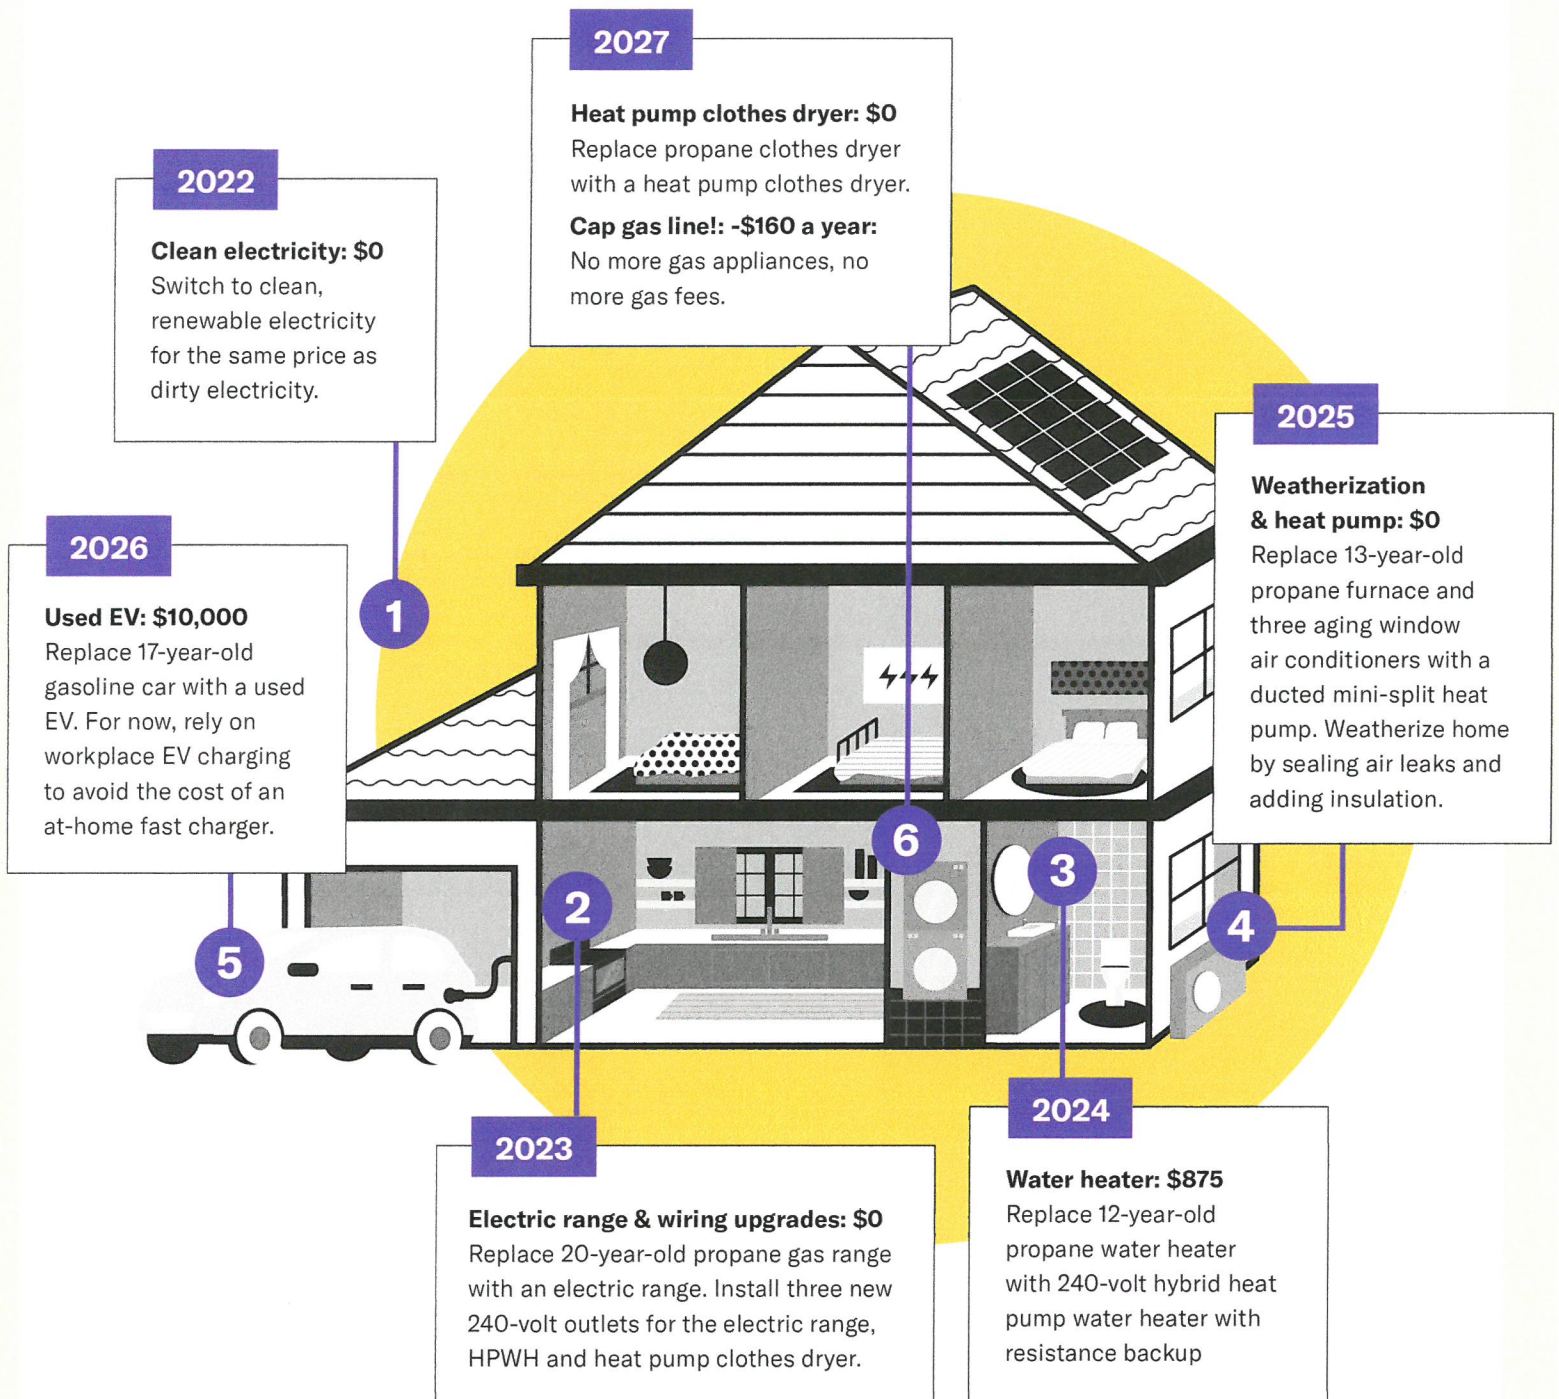 2027
Heat pump clothes dryer: $0
Replace propane clothes dryer
with a heat pump clothes dryer.
Cap gas line!: -$160 a year:
No more gas appliances, no
more gas fees.
2022
Clean electricity: $0
Switch to clean,
renewable electricity
for the same price as
dirty electricity.
2025
Weatherization
& heat pump: $0
Replace 13-year-old
propane furnace and
three aging window
air conditioners with a
ducted mini-split heat
pump. Weatherize home
by sealing air leaks and
adding insulation.
2026
Used EV: $10,000
Replace 17-year-old
gasoline car with a used
EV. For now, rely on
workplace EV charging
to avoid the cost of an
at-home fast charger.
1
6
3
2
4
5
2023
Electric range & wiring upgrades: $0
Replace 20-year-old propane gas range
with an electric range. Install three new
240-volt outlets for the electric range,
HPWH and heat pump clothes dryer.
2024
Water heater: $875
Replace 12-year-old
propane water heater
with 240-volt hybrid heat
pump water heater with
resistance backup